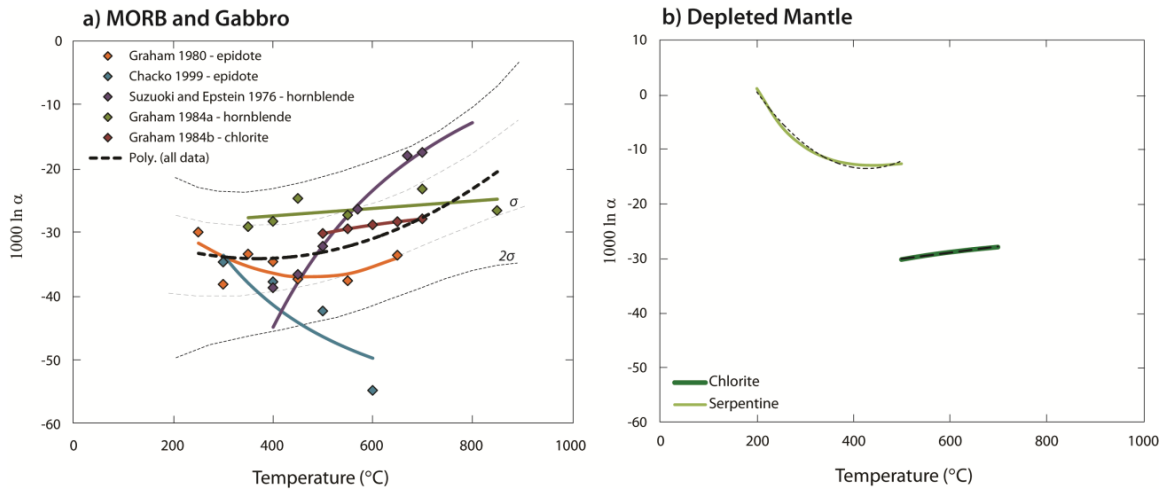 a) MORB and Gabbro
0
-10
-20
-30
-40
-50
-60
1000 ln α
Graham 1980 - epidote
Chacko 1999 - epidote
Suzuoki and Epstein 1976 - hornblende
Graham 1984a - hornblende
Graham 1984b - chlorite
Poly. (all data)
σ
2σ
0 200 400 600 800 1000
Temperature (°C)
b) Depleted Mantle
10
0
-10
-20
-30
-40
-50
-60
1000 ln α
Chlorite
Serpentine
0 200 400 600 800 1000
Temperature (°C)